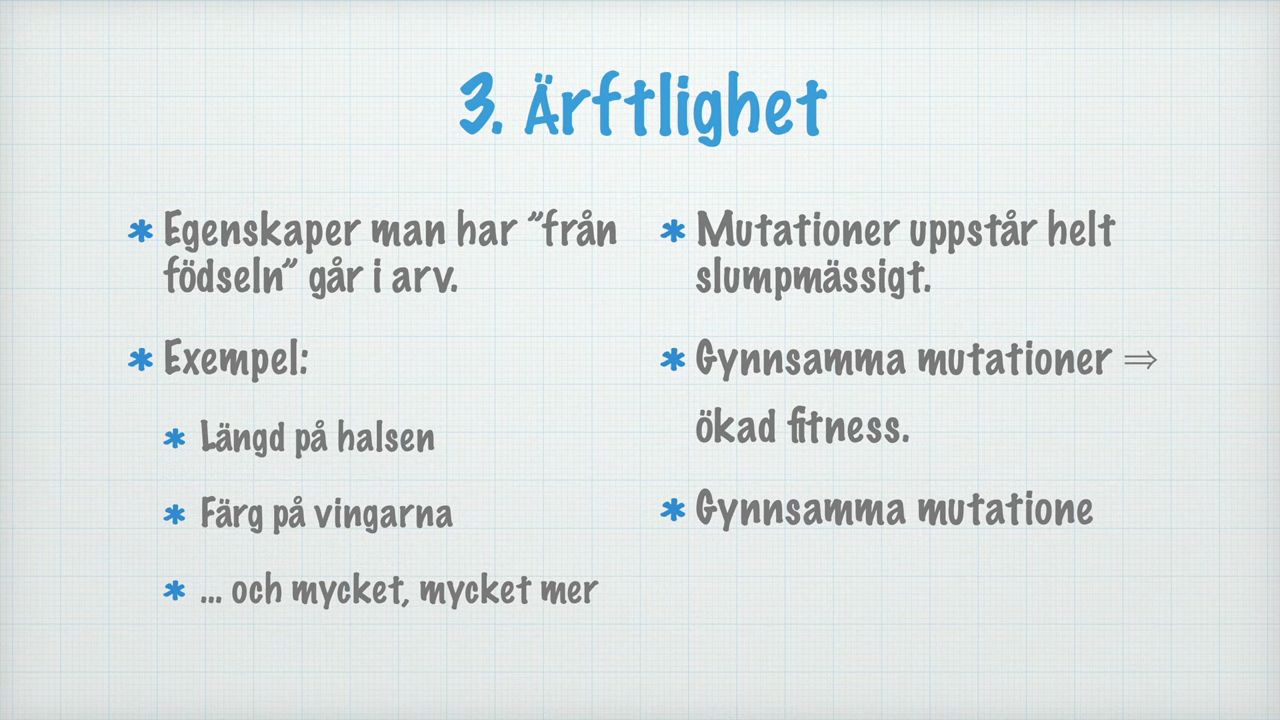 3. Ärftlighet
* Egenskaper man har ”från
födseln” går i arv.
* Exempel:
* Längd på halsen
* Färg på vingarna
* ... och mycket, mycket mer
* Mutationer uppstår helt
slumpmässigt.
* Gynnsamma mutationer ⇒
ökad fitness.
* Gynnsamma mutatione